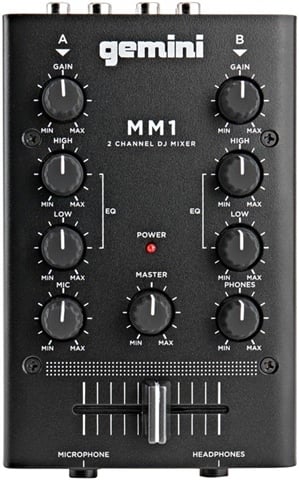 A
gemini
B
GAIN
GAIN
MIN MAX
MIN MAX
MM1
2 CHANNEL DJ MIXER
HIGH
HIGH
MIN MAX
MIN MAX
EQ
EQ
LOW
LOW
MIN MAX
MIN MAX
POWER
MIC
MASTER
PHONES
MIN MAX
MIN MAX
MIN MAX
MICROPHONE
HEADPHONES